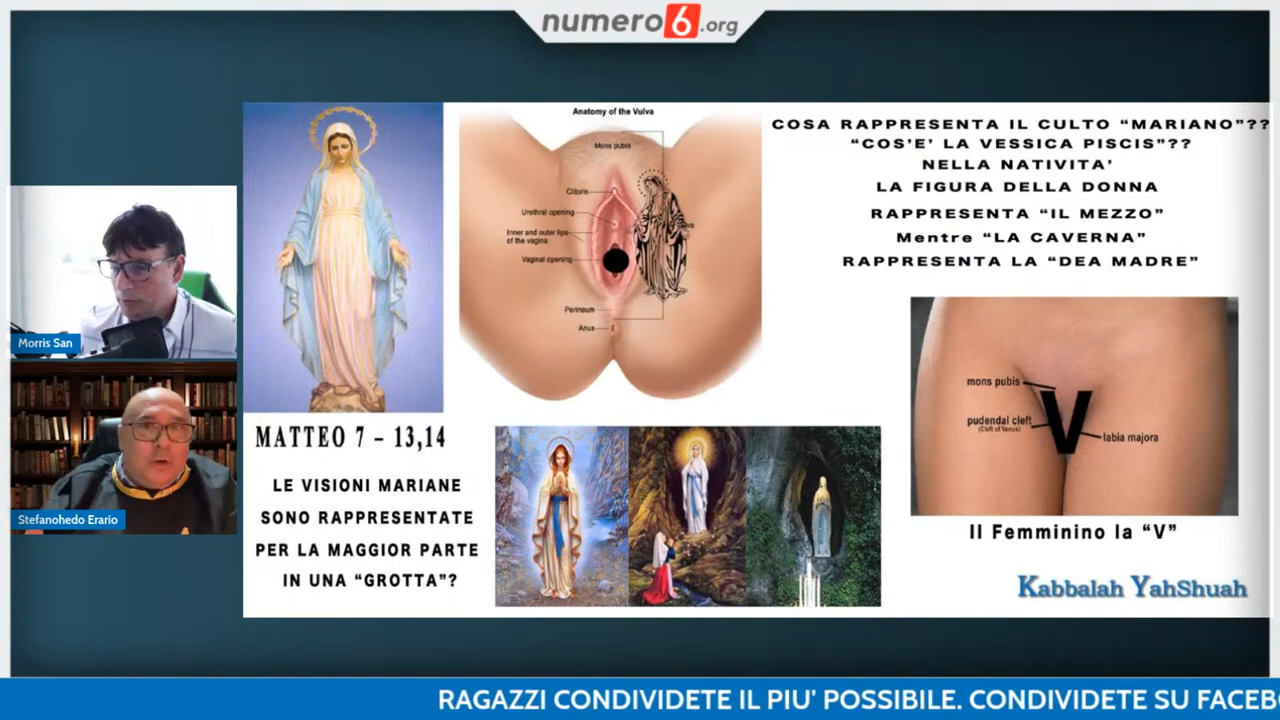 numero6.org
Anatomy of the Vulva
Mons pubis
Clitoris
Urethral opening
Inner and outer lips
of the vagina
Vaginal opening
Perineum
Anus
COSA RAPPRESENTA IL CULTO “MARIANO”??
“COS'E' LA VESSICA PISCIS”??
NELLA NATIVITA'
LA FIGURA DELLA DONNA
RAPPRESENTA “IL MEZZO”
Mentre “LA CAVERNA”
RAPPRESENTA LA “DEA MADRE”
mons pubis
pudendal cleft
(Cleft of Venus)
V
labia majora
Il Femminino la “V”
Kabbalah YahShuah
MATTEO 7 – 13,14
LE VISIONI MARIANE
SONO RAPPRESENTATE
PER LA MAGGIOR PARTE
IN UNA “GROTTA”?
Morris San
Stefanohedo Erario
RAGAZZI CONDIVIDETE IL PIU' POSSIBILE. CONDIVIDETE SU FACEB